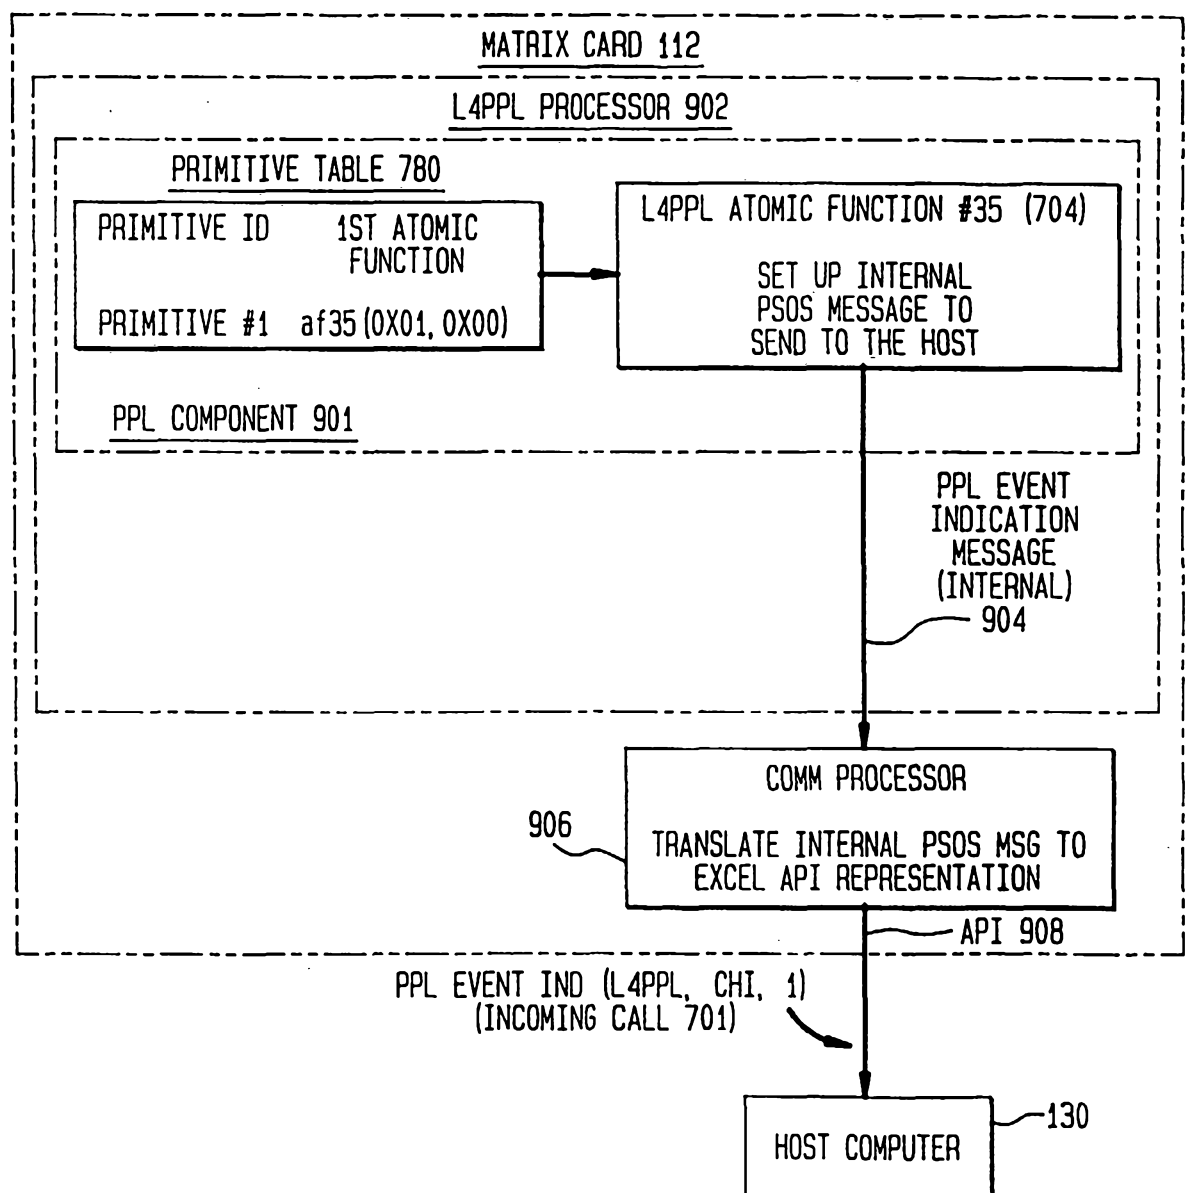 MATRIX CARD 112
L4PPL PROCESSOR 902
PRIMITIVE TABLE 780
PRIMITIVE ID 1ST ATOMIC
FUNCTION
PRIMITIVE #1 af35(0X01, 0X00)
L4PPL ATOMIC FUNCTION #35 (704)
SET UP INTERNAL
PSOS MESSAGE TO
SEND TO THE HOST
PPL COMPONENT 901
PPL EVENT
INDICATION
MESSAGE
(INTERNAL)
904
COMM PROCESSOR
906
TRANSLATE INTERNAL PSOS MSG TO
EXCEL API REPRESENTATION
API 908
PPL EVENT IND (L4PPL, CHI, 1)
(INCOMING CALL 701)
130
HOST COMPUTER